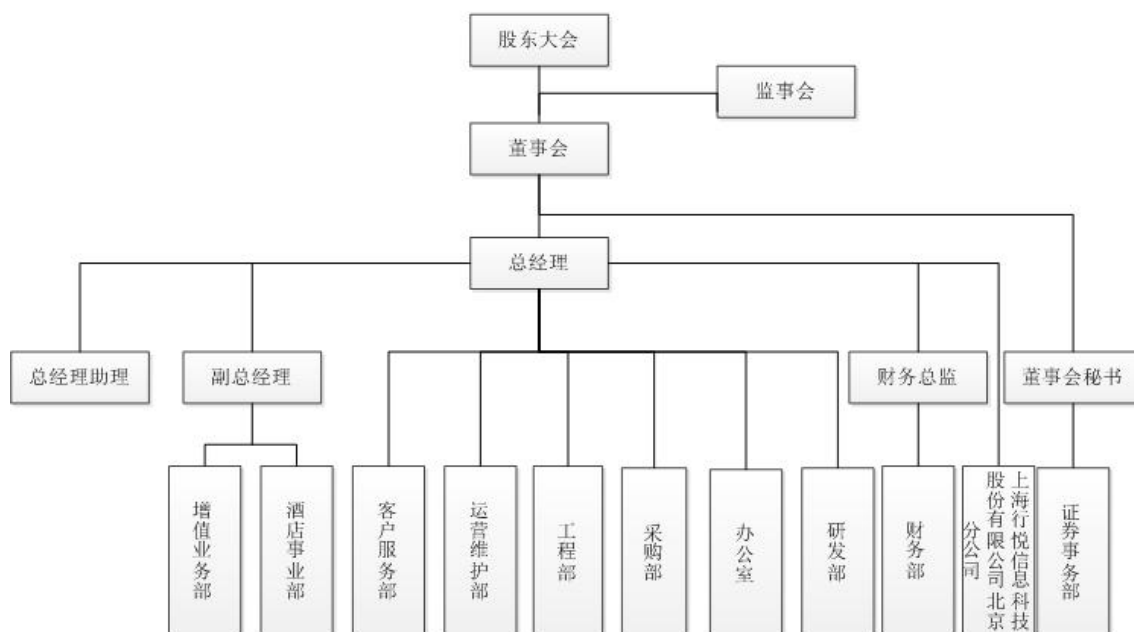 股东大会
监事会
董事会
总经理
总经理助理
副总经理
财务总监
董事会秘书
增值业务部
酒店事业部
客户服务部
运营维护部
工程部
采购部
办公室
研发部
财务部
上海行悦信息科技
股份有限公司北京
分公司
证券事务部